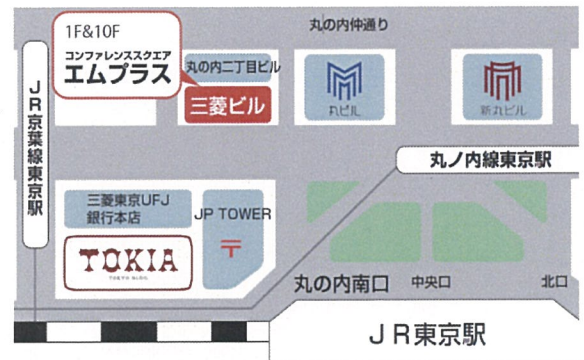 1F&10F
コンファレンススクエア
エムプラス
丸の内仲通り
丸の内二丁目ビル
三菱ビル
丸ビル
新丸ビル
JR京葉線東京駅
丸ノ内線東京駅
三菱東京UFJ
銀行本店
JP TOWER
〒
TOKIA
丸の内南口
中央口
北口
JR東京駅